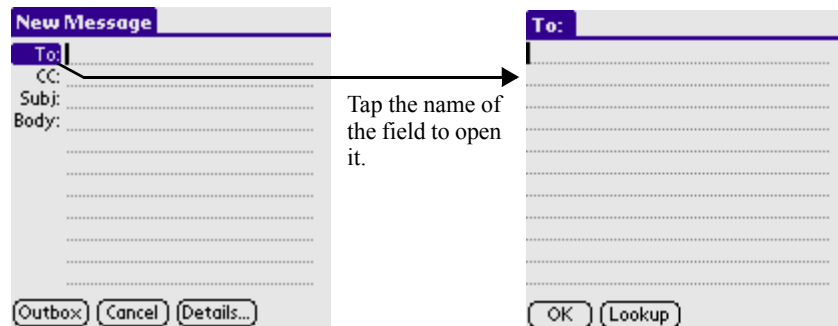 New Message
To:
CC:
Subj:
Body:
Outbox Cancel Details...
Tap the name of
the field to open
it.
To:
OK Lookup